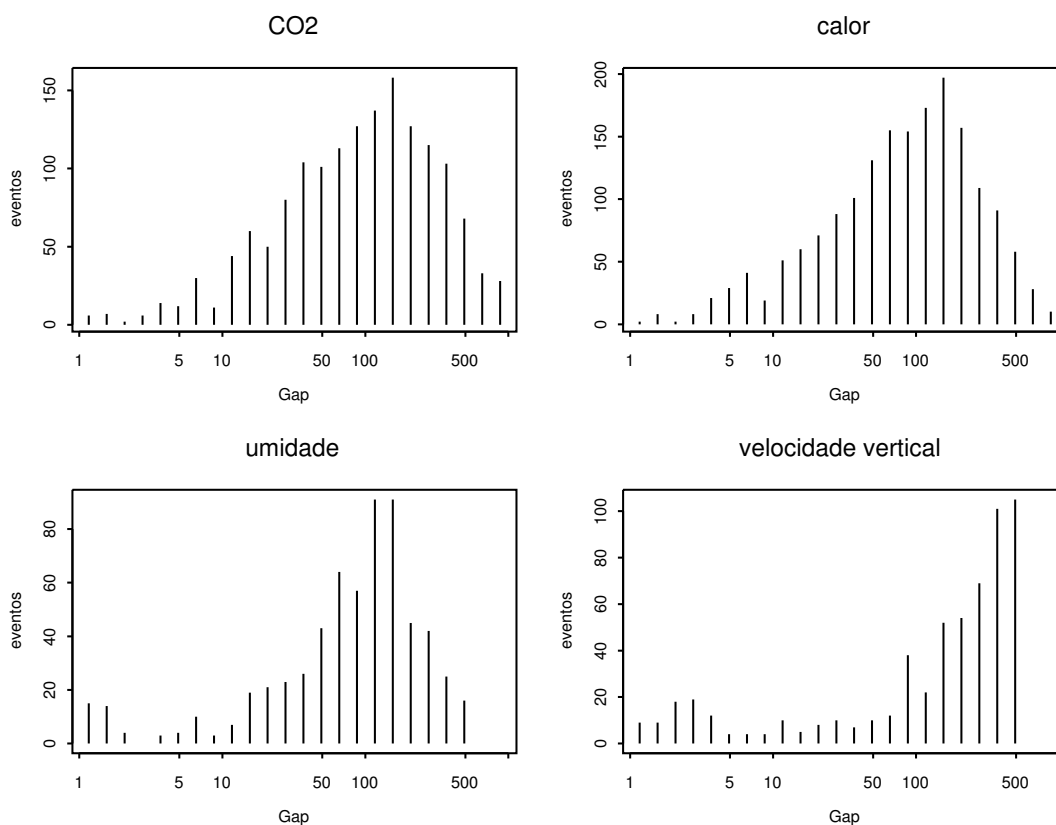 CO2
eventos
0 50 100 150
1 5 10 50 100 500
Gap
calor
eventos
0 50 100 150 200
1 5 10 50 100 500
Gap
umidade
eventos
0 20 40 60 80
1 5 10 50 100 500
Gap
velocidade vertical
eventos
0 20 40 60 80 100
1 5 10 50 100 500
Gap